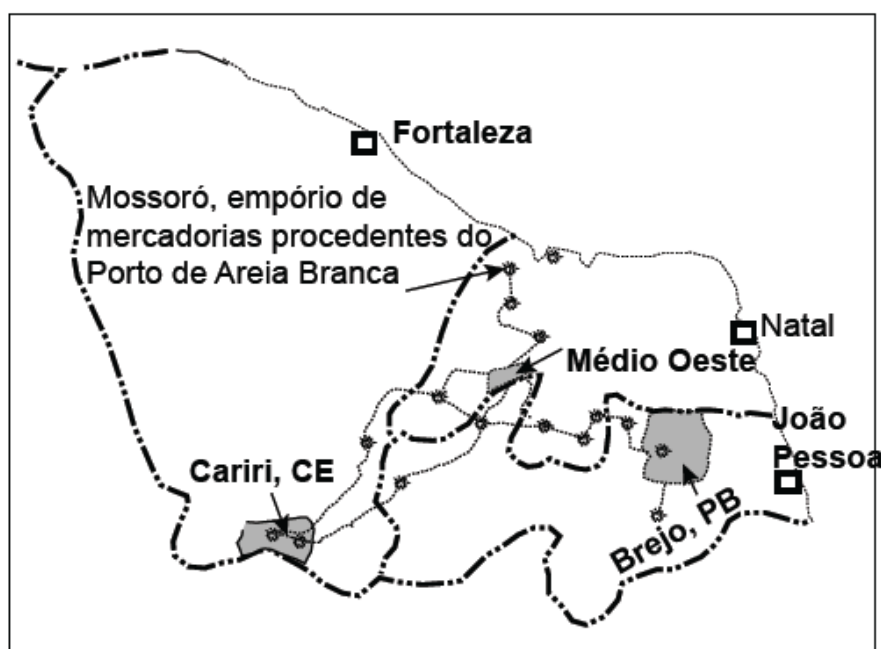 Fortaleza
Mossoró, empório de
mercadorias procedentes do
Porto de Areia Branca
Natal
Médio Oeste
João
Pessoa
Cariri, CE
Brejo, PB